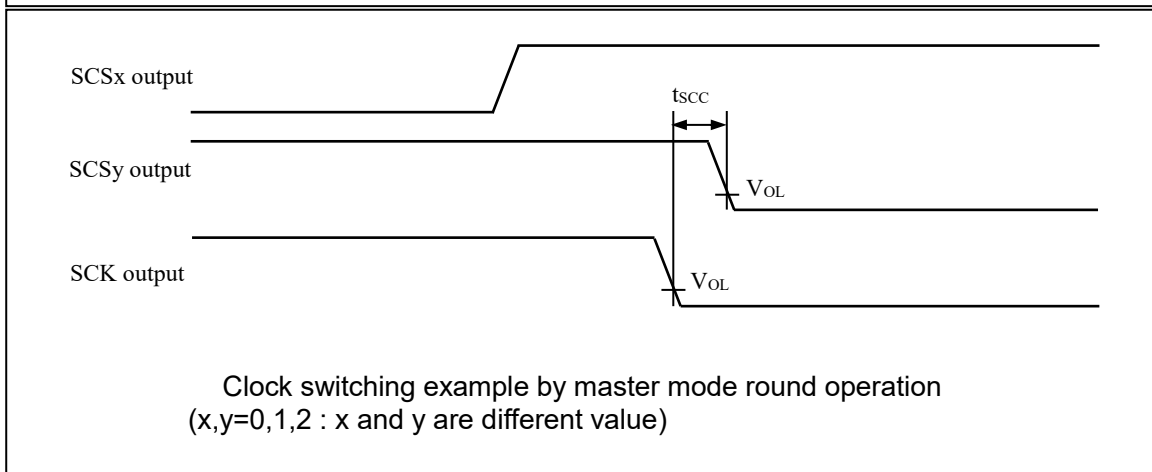 SCSx output
tSCC
SCSy output
VOL
SCK output
VOL
Clock switching example by master mode round operation
(x,y=0,1,2 : x and y are different value)